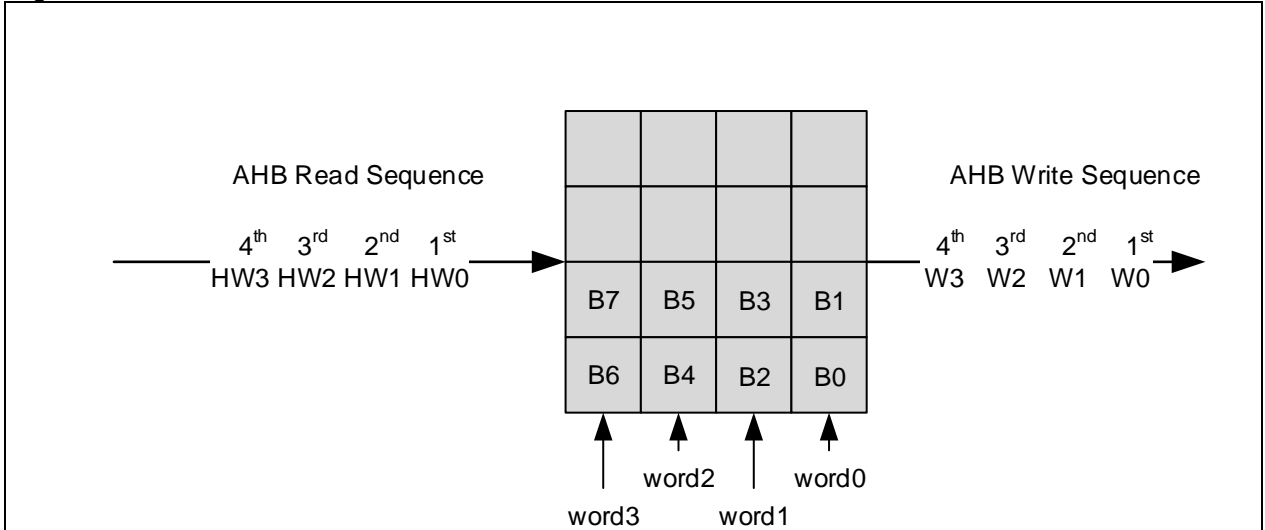 AHB Read Sequence
4th 3rd 2nd 1st
HW3 HW2 HW1 HW0
B7 B5 B3 B1
B6 B4 B2 B0
word2 word0
word3 word1
AHB Write Sequence
4th 3rd 2nd 1st
W3 W2 W1 W0